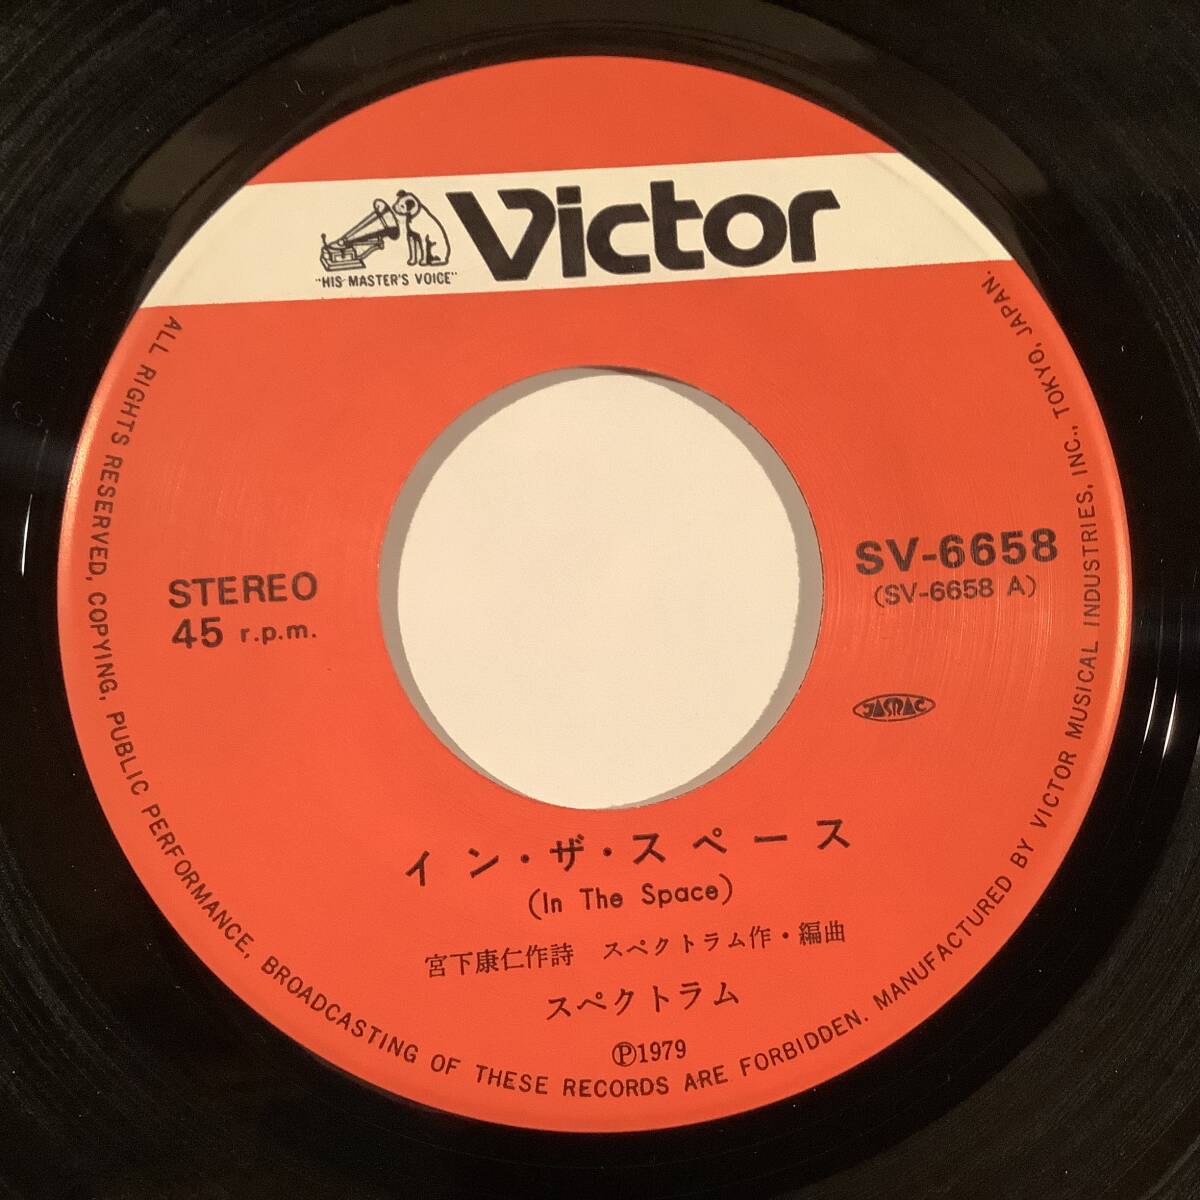 Victor
"HIS MASTER'S VOICE"
STEREO
45 r.p.m.
SV-6658
(SV-6658 A)
JASRAC
イン・ザ・スペース
(In The Space)
宮下康仁作詩 スペクトラム作・編曲
スペクトラム
Ⓟ1979
ALL RIGHTS RESERVED, COPYING, PUBLIC PERFORMANCE, BROADCASTING OF THESE RECORDS ARE FORBIDDEN. MANUFACTURED BY VICTOR MUSICAL INDUSTRIES, INC., TOKYO, JAPAN.